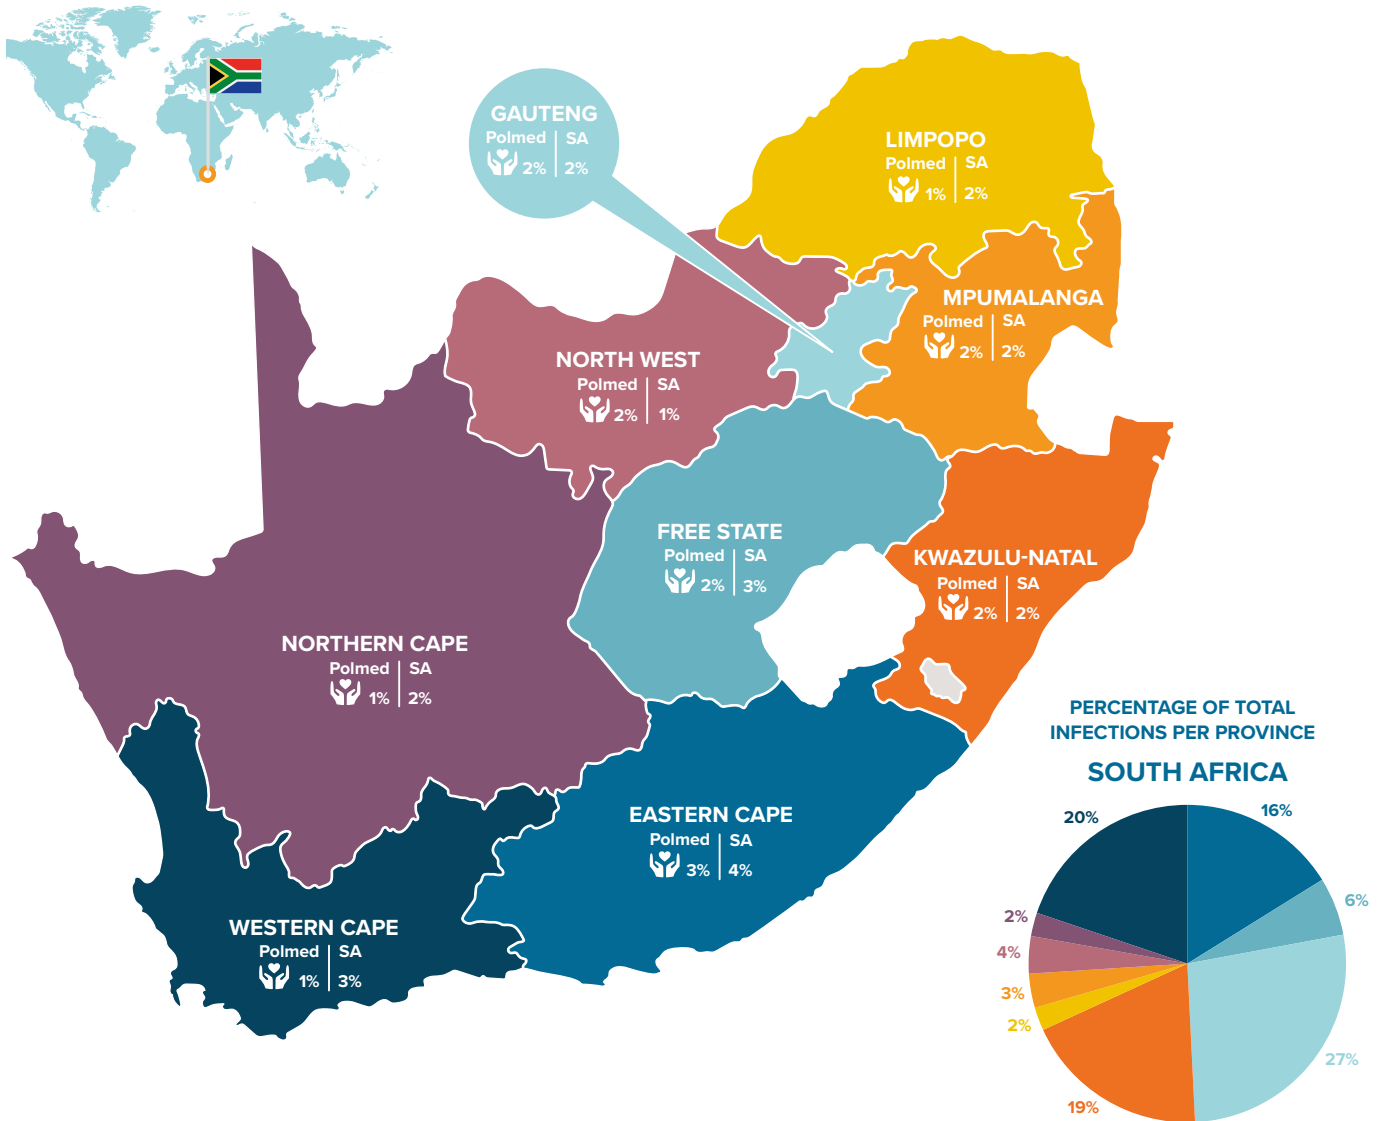 GAUTENG
Polmed SA
2% 2%
LIMPOPO
Polmed SA
1% 2%
MPUMALANGA
Polmed SA
2% 2%
NORTH WEST
Polmed SA
2% 1%
FREE STATE
Polmed SA
2% 3%
KWAZULU-NATAL
Polmed SA
2% 2%
NORTHERN CAPE
Polmed SA
1% 2%
EASTERN CAPE
Polmed SA
3% 4%
WESTERN CAPE
Polmed SA
1% 3%
PERCENTAGE OF TOTAL
INFECTIONS PER PROVINCE
SOUTH AFRICA
20%
16%
6%
2%
4%
3%
2%
27%
19%